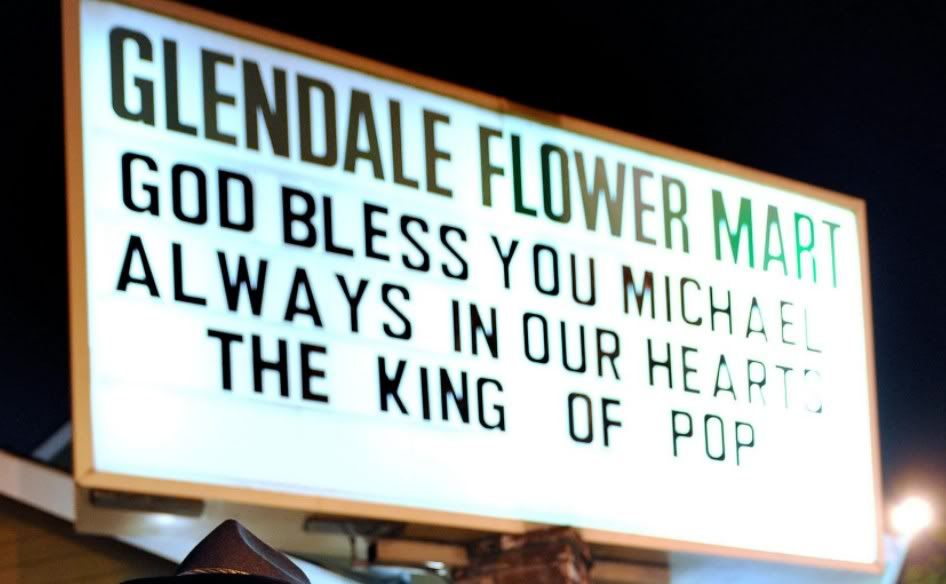 GLENDALE FLOWER MART
GOD BLESS YOU MICHAEL
ALWAYS IN OUR HEARTS
THE KING OF POP